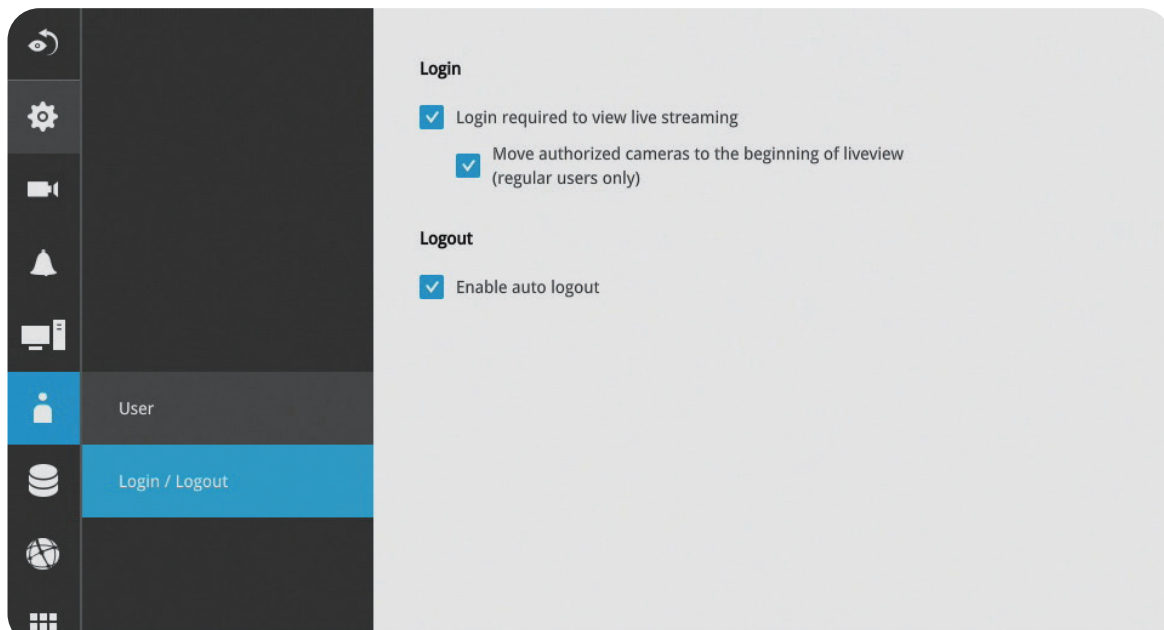 Login
Login required to view live streaming
Move authorized cameras to the beginning of liveview
(regular users only)
Logout
Enable auto logout
User
Login / Logout